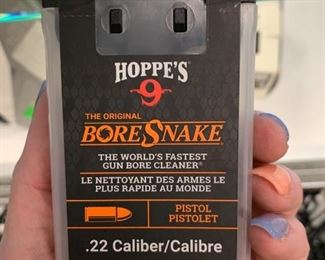 HOPPE'S
9
THE ORIGINAL
BORESNAKE®
THE WORLD'S FASTEST
GUN BORE CLEANER®
LE NETTOYANT DES ARMES LE
PLUS RAPIDE AU MONDE
PISTOL
PISTOLET
.22 Caliber/Calibre